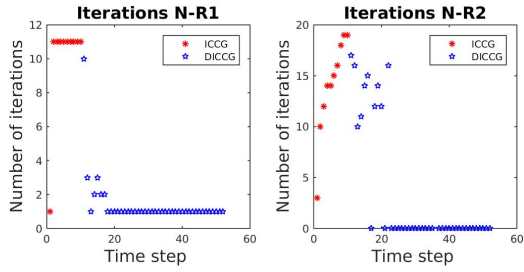 Iterations N-R1
Number of iterations
12
10
8
6
4
2
0
ICCG
DICCG
0 20 40 60
Time step
Iterations N-R2
Number of iterations
20
15
10
5
0
ICCG
DICCG
0 20 40 60
Time step